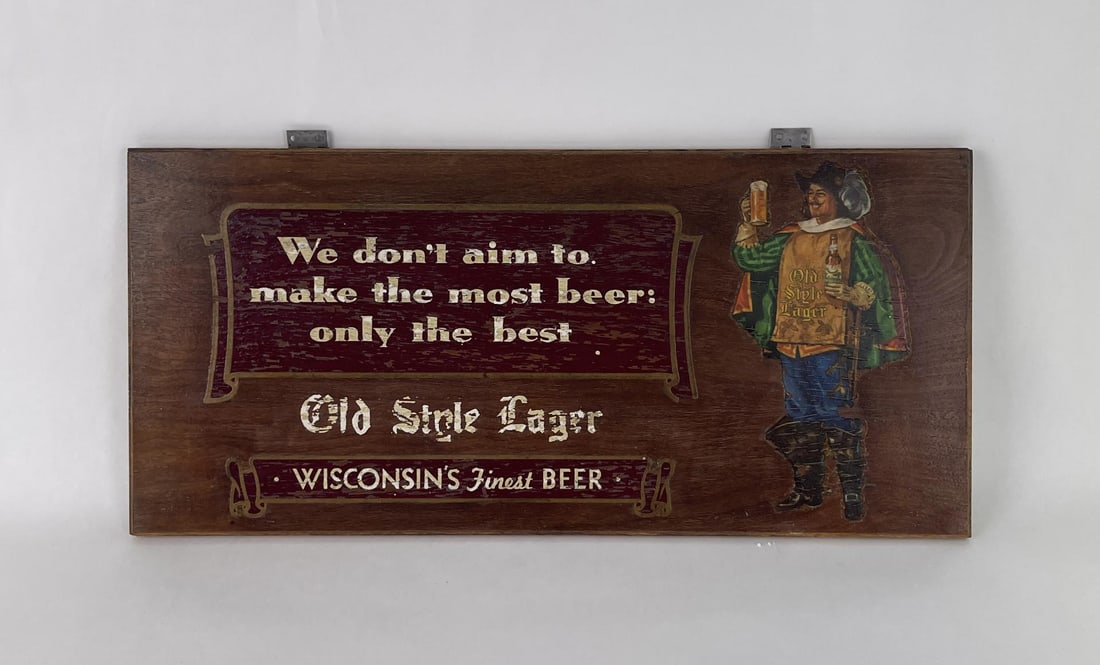 We don't aim to
make the most beer:
only the best
Old Style Lager
· WISCONSIN'S Finest BEER ·
Old
Style
Lager